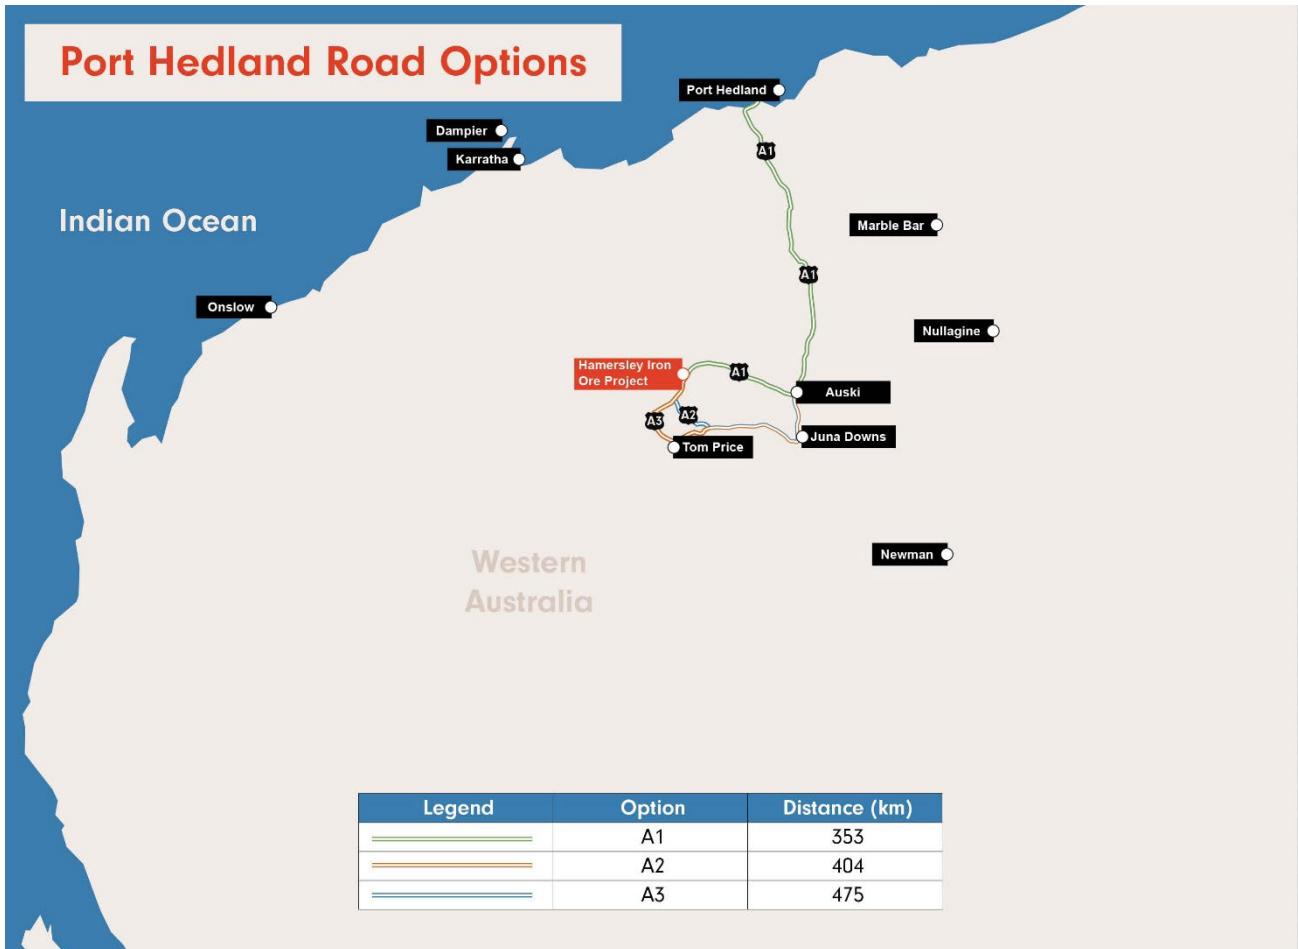 Port Hedland Road Options
Port Hedland
Dampier
A1
Karratha
Indian Ocean
Marble Bar
A1
Onslow
Nullagine
Hamersley Iron
Ore Project
A1
Auski
A2
A3
Juna Downs
Tom Price
Newman
Western
Australia
Legend Option Distance (km)
A1 353
A2 404
A3 475